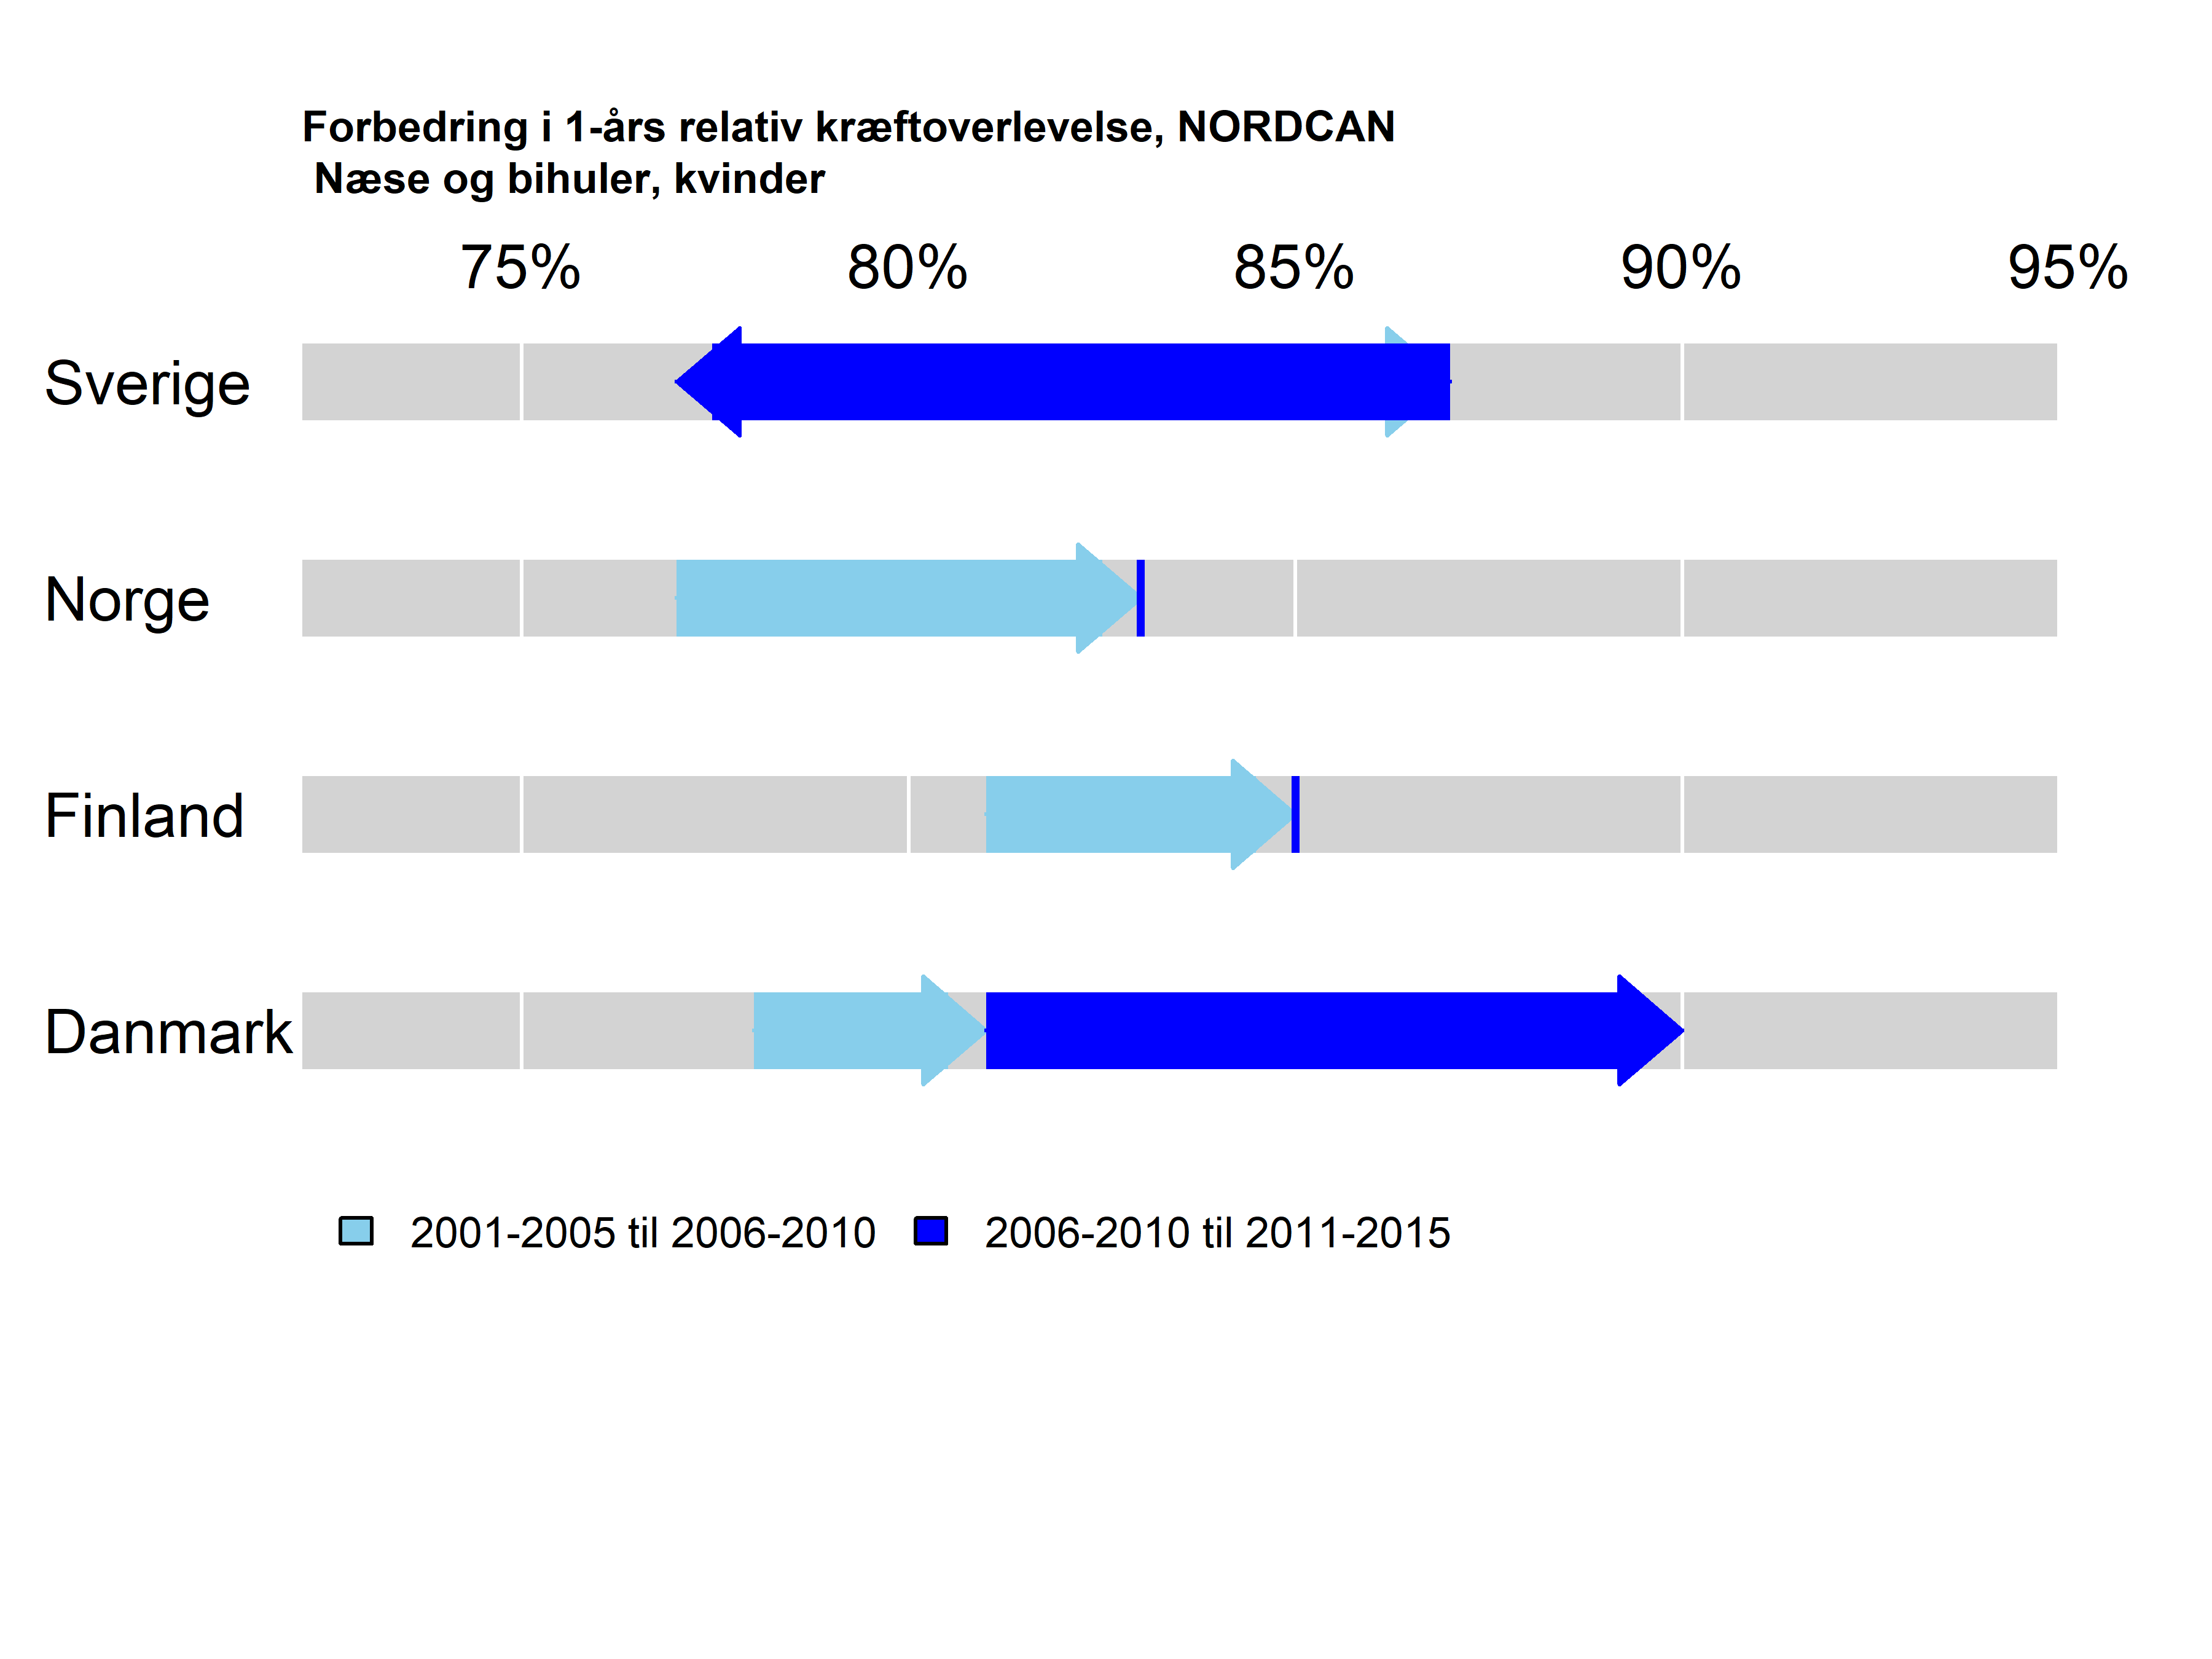 Forbedring i 1-års relativ kræftoverlevelse, NORDCAN
Næse og bihuler, kvinder
75% 80% 85% 90% 95%
Sverige
Norge
Finland
Danmark
2001-2005 til 2006-2010 2006-2010 til 2011-2015